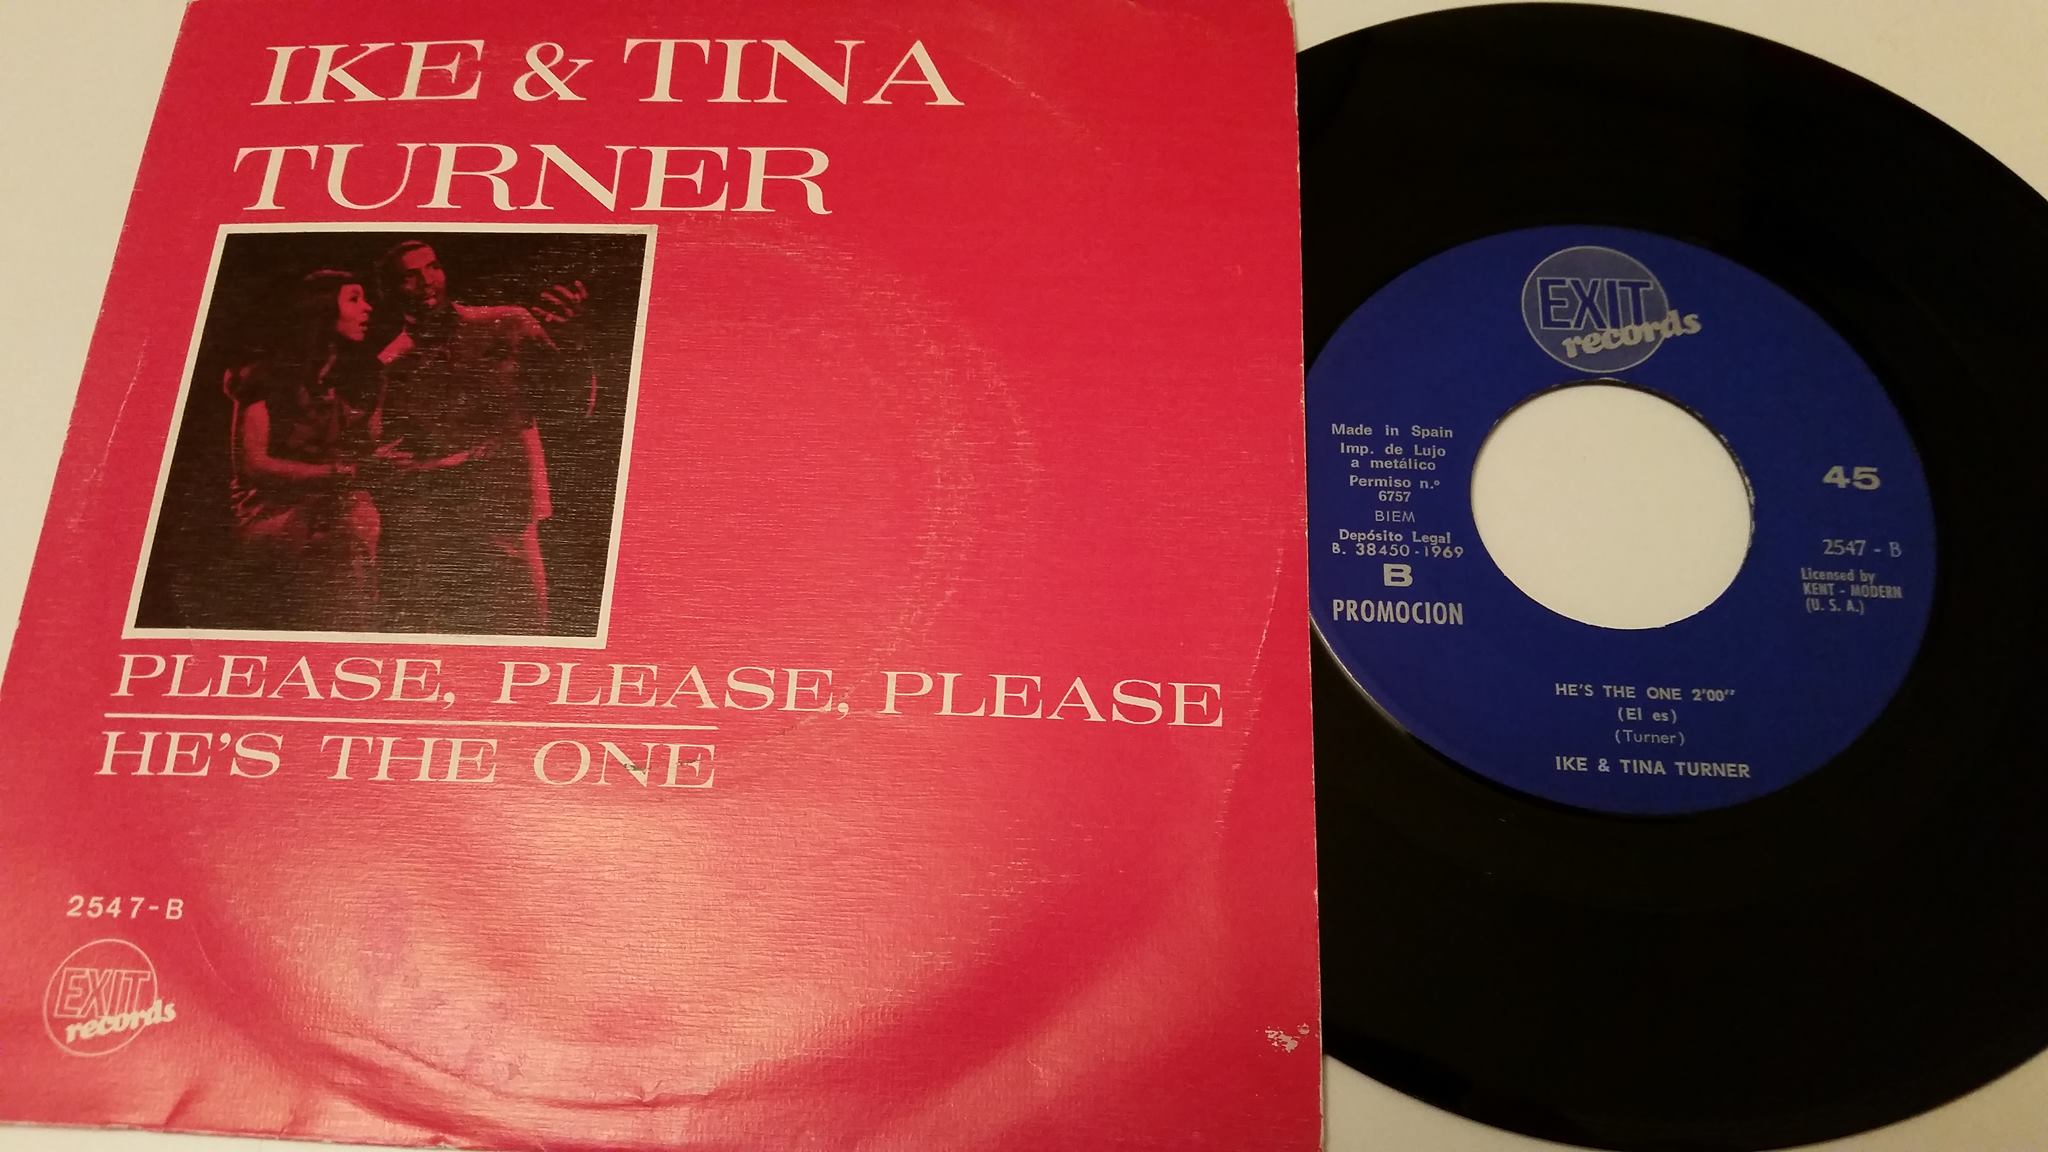 IKE & TINA
TURNER
PLEASE, PLEASE, PLEASE
HE'S THE ONE
2547-B
EXIT
records
EXIT
records
Made in Spain
Imp. de Lujo
a metálico
Permiso n.º
6757
BIEM
Depósito Legal
B. 38450-1969
B
PROMOCION
45
2547 - B
Licensed by
KENT - MODERN
(U. S. A.)
HE'S THE ONE 2'00''
(El es)
(Turner)
IKE & TINA TURNER